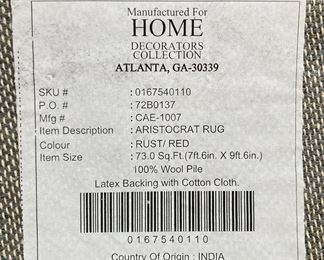 Manufactured For
HOME
DECORATORS
COLLECTION
ATLANTA, GA-30339
SKU # : 0167540110
P.O. # : 72B0137
Mfg # : CAE-1007
Item Description : ARISTOCRAT RUG
Colour : RUST/ RED
Item Size : 73.0 Sq.Ft.(7ft.6in. X 9ft.6in.)
100% Wool Pile
Latex Backing with Cotton Cloth.
0167540110
Country Of Origin : INDIA